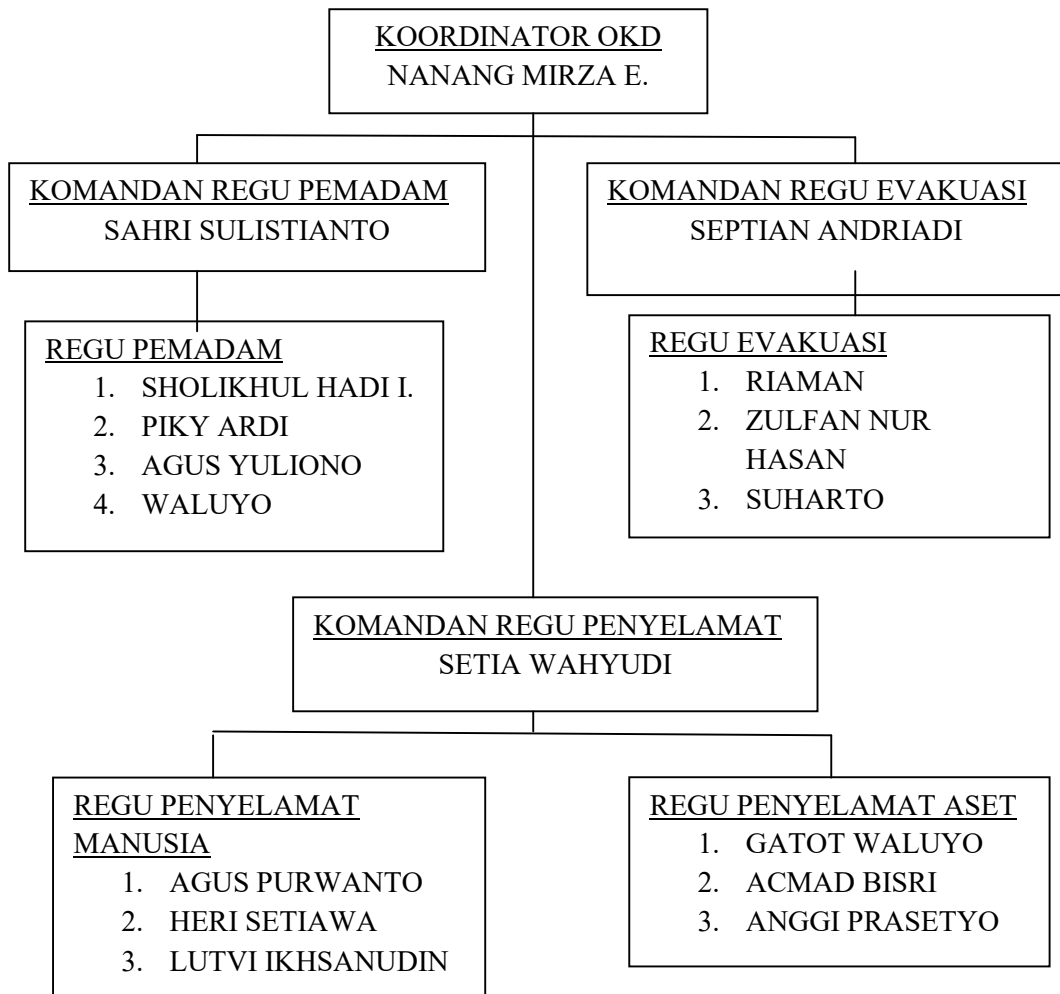 KOORDINATOR OKD
NANANG MIRZA E.
KOMANDAN REGU PEMADAM
SAHRI SULISTIANTO
KOMANDAN REGU EVAKUASI
SEPTIAN ANDRIADI
REGU PEMADAM
1. SHOLIKHUL HADI I.
2. PIKY ARDI
3. AGUS YULIONO
4. WALUYO
REGU EVAKUASI
1. RIAMAN
2. ZULFAN NUR
HASAN
3. SUHARTO
KOMANDAN REGU PENYELAMAT
SETIA WAHYUDI
REGU PENYELAMAT
MANUSIA
1. AGUS PURWANTO
2. HERI SETIAWA
3. LUTVI IKHSANUDIN
REGU PENYELAMAT ASET
1. GATOT WALUYO
2. ACMAD BISRI
3. ANGGI PRASETYO